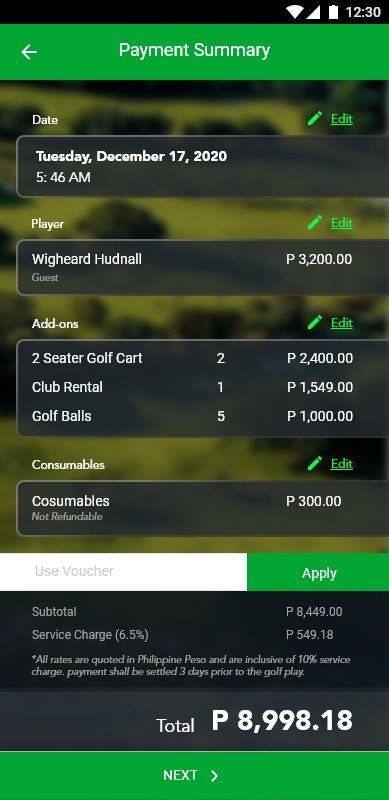 12:30
Payment Summary
Date Edit
Tuesday, December 17, 2020
5: 46 AM
Player Edit
Wigheard Hudnall P 3,200.00
Guest
Add-ons Edit
2 Seater Golf Cart 2 P 2,400.00
Club Rental 1 P 1,549.00
Golf Balls 5 P 1,000.00
Consumables Edit
Cosumables P 300.00
Not Refundable
Use Voucher Apply
Subtotal P 8,449.00
Service Charge (6.5%) P 549.18
*All rates are quoted in Philippine Peso and are inclusive of 10% service
charge. payment shall be settled 3 days prior to the golf play.
Total P 8,998.18
NEXT